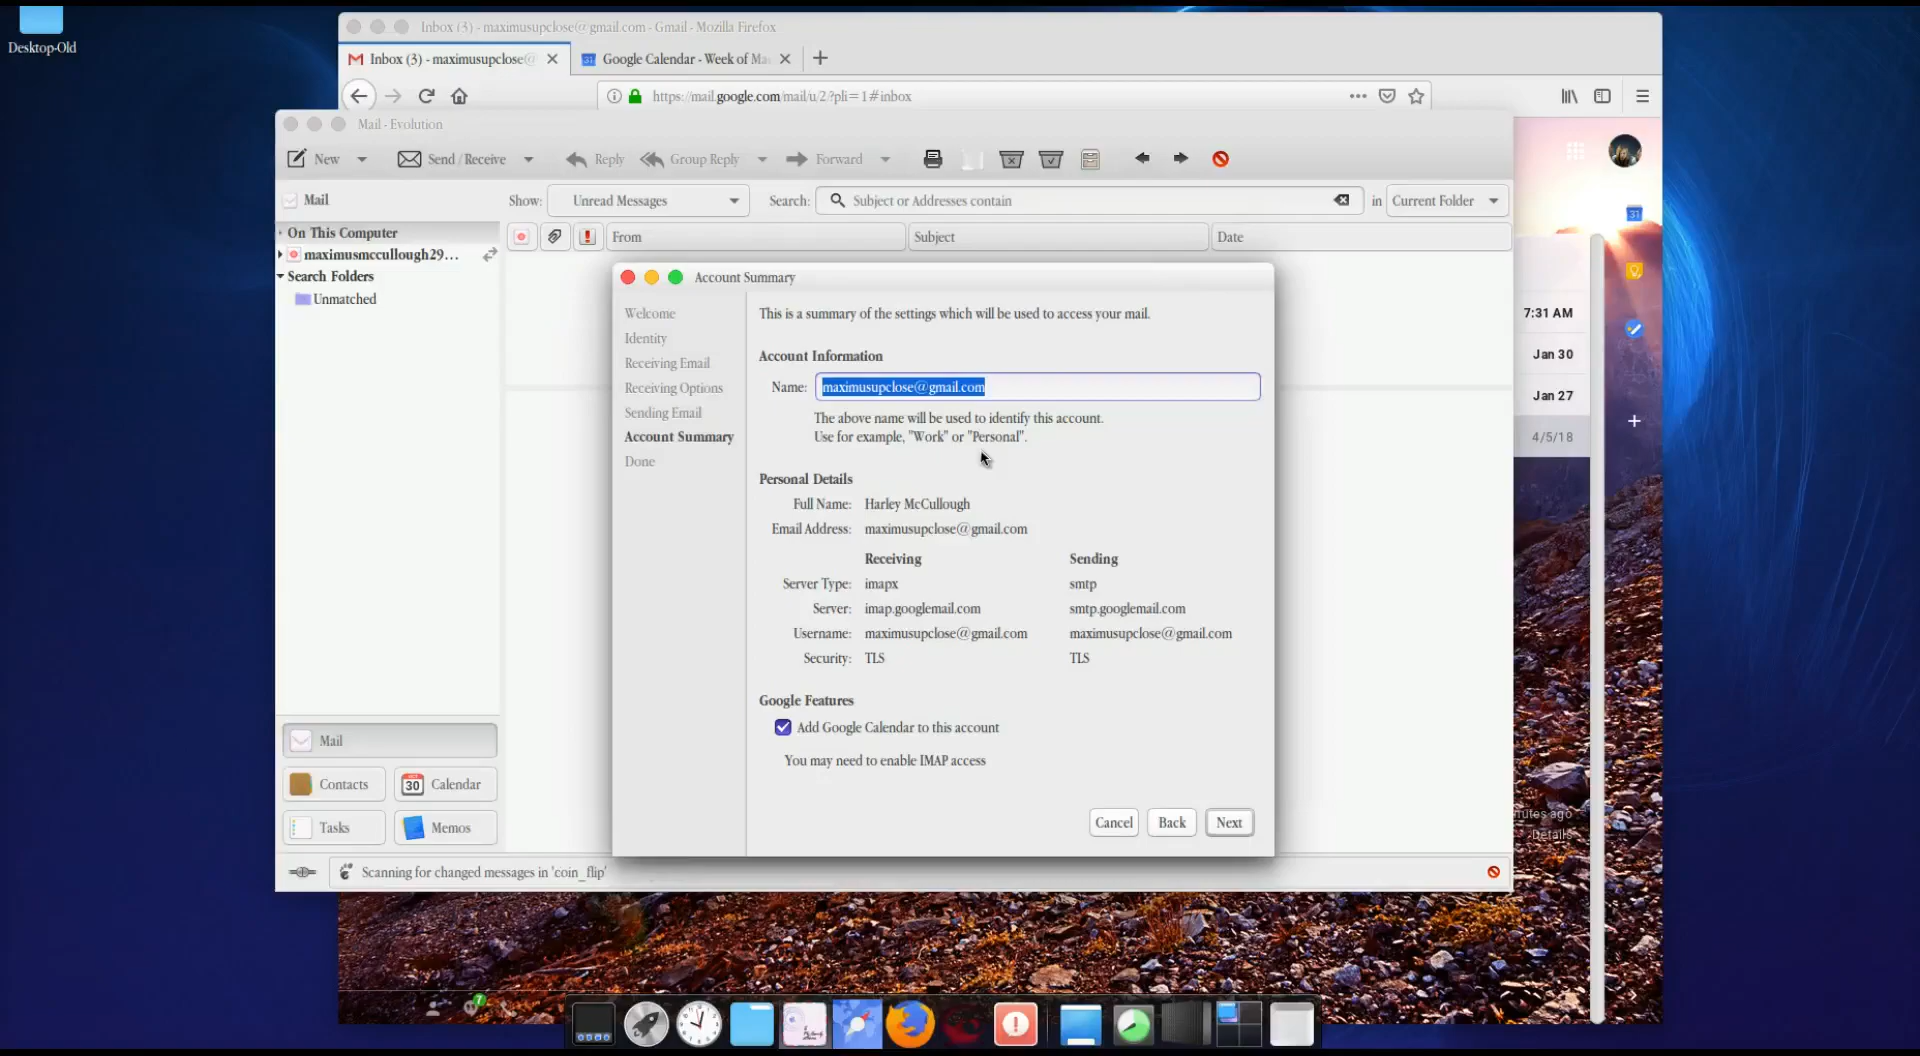 Desktop-Old
Inbox (3) - maximusupclose@gmail.com - Gmail - Mozilla Firefox
Inbox (3) - maximusupclose@
Google Calendar - Week of Ma
https://mail.google.com/mail/u/2/?pli=1#inbox
Mail - Evolution
New
Send / Receive
Reply
Group Reply
Forward
Mail
Show:
Unread Messages
Search:
Subject or Addresses contain
in
Current Folder
31
On This Computer
From
Subject
Date
maximusmccullough29...
Search Folders
Unmatched
Account Summary
Welcome
Identity
Receiving Email
Receiving Options
Sending Email
Account Summary
Done
This is a summary of the settings which will be used to access your mail.
Account Information
Name:
maximusupclose@gmail.com
The above name will be used to identify this account.
Use for example, "Work" or "Personal".
Personal Details
Full Name: Harley McCullough
Email Address: maximusupclose@gmail.com
Receiving Sending
Server Type: imapx smtp
Server: imap.googlemail.com smtp.googlemail.com
Username: maximusupclose@gmail.com maximusupclose@gmail.com
Security: TLS TLS
Google Features
Add Google Calendar to this account
You may need to enable IMAP access
Cancel
Back
Next
7:31 AM
Jan 30
Jan 27
4/5/18
utes ago
Details
Mail
Contacts
30
Calendar
Tasks
Memos
Scanning for changed messages in 'coin_flip'
7